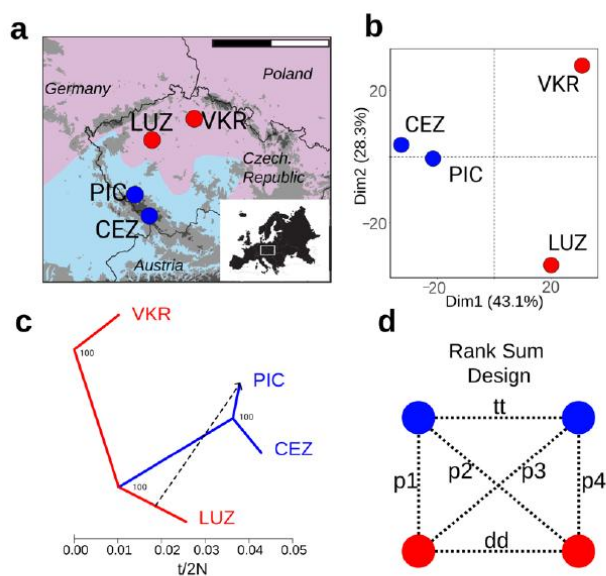 a
Germany
Poland
LUZ
VKR
Czech.
Republic
PIC
CEZ
Austria
b
Dim2 (28.3%)
20
−20
VKR
CEZ
PIC
LUZ
−20
20
Dim1 (43.1%)
c
VKR
100
PIC
100
CEZ
100
LUZ
0.00 0.01 0.02 0.03 0.04 0.05
t/2N
d
Rank Sum
Design
tt
p1
p2
p3
p4
dd